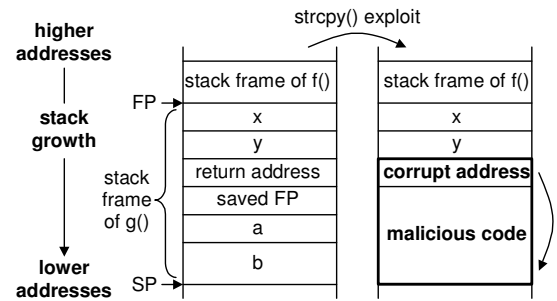 strcpy() exploit
higher
addresses
stack
growth
lower
addresses
FP
stack
frame
of g()
SP
stack frame of f()
x
y
return address
saved FP
a
b
stack frame of f()
x
y
corrupt address
malicious code